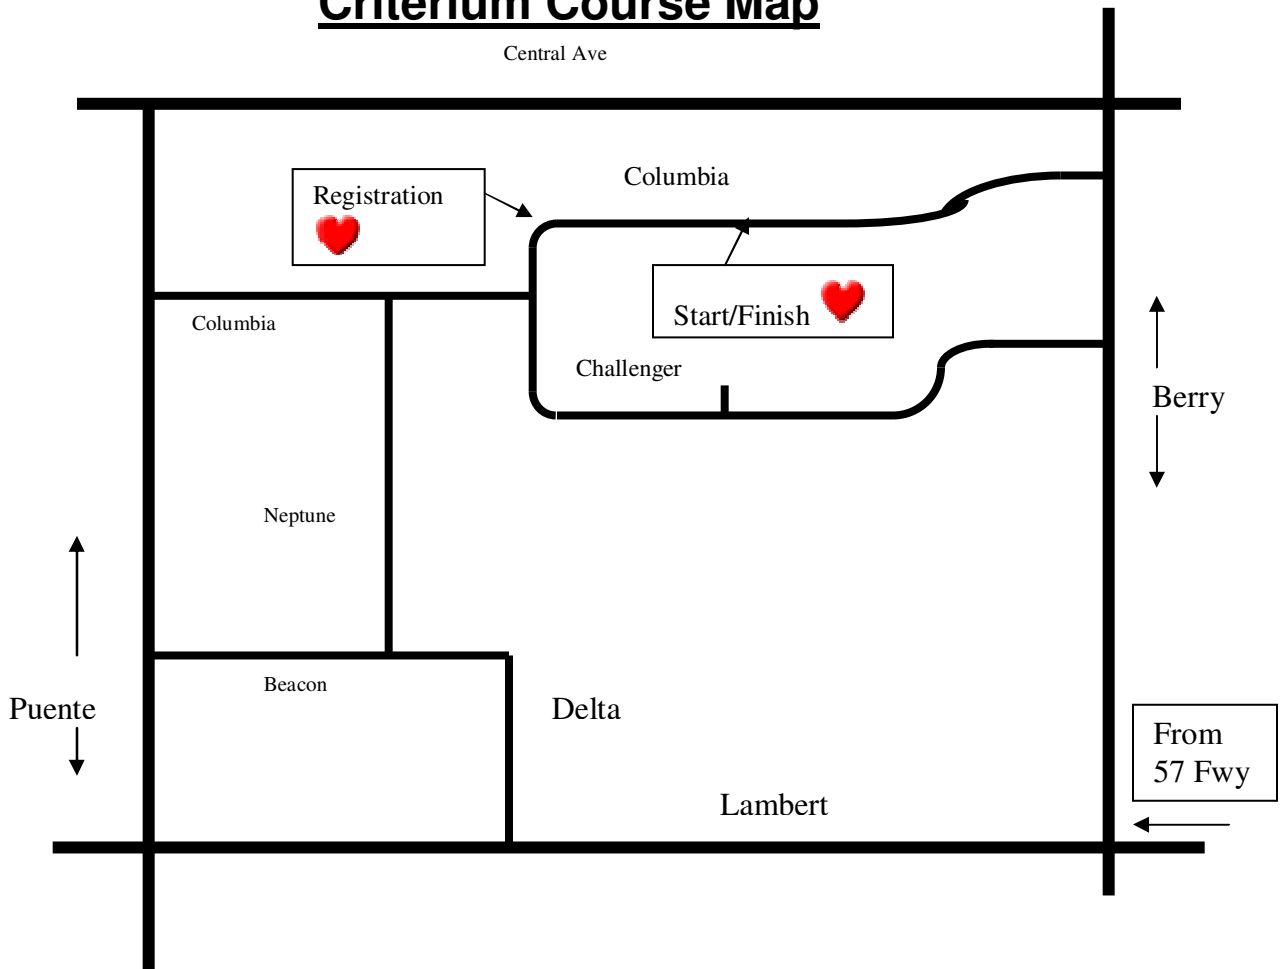 Criterium Course Map
Central Ave
Columbia
Registration
Start/Finish
Columbia
Challenger
Berry
Neptune
Beacon
Puente
Delta
From
57 Fwy
Lambert